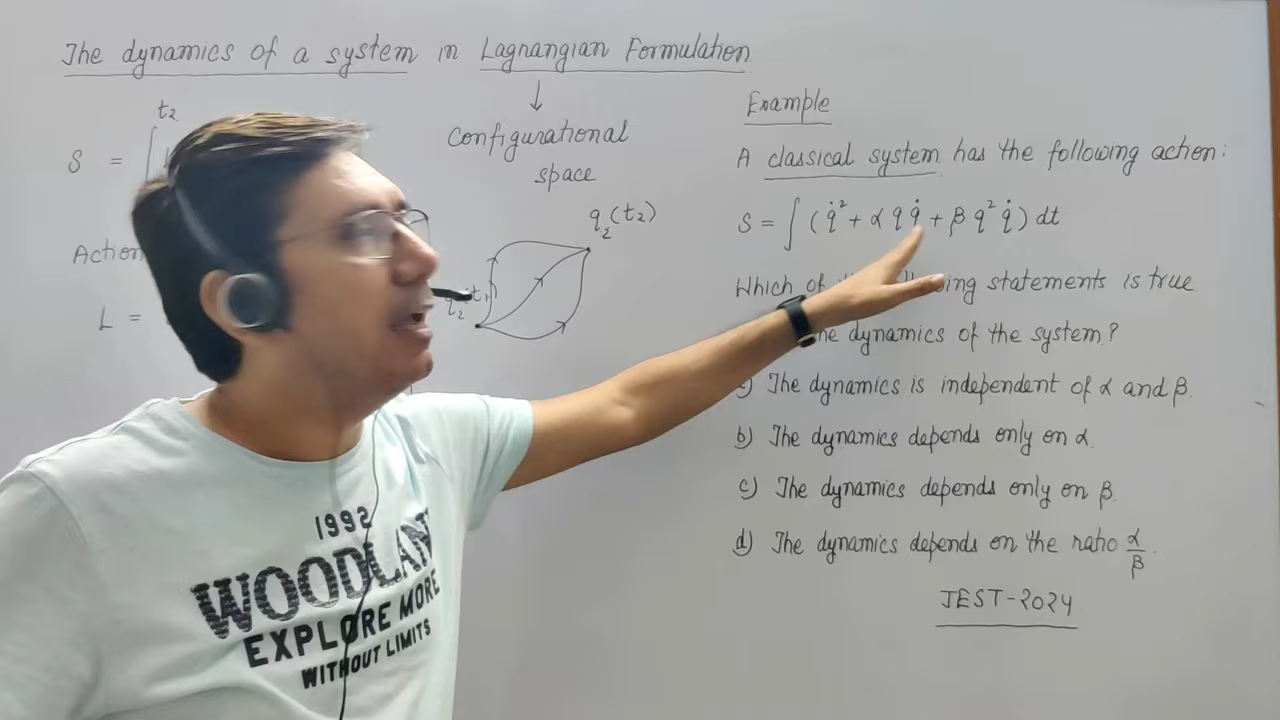 The dynamics of a system in Lagrangian Formulation
Configurational
space
t₂
S = ∫
q₂(t₂)
Action
L =
Example
A classical system has the following action:
S = ∫ (q̇² + α q q̇ + β q² q̇) dt
Which of ing statements is true
he dynamics of the system?
) The dynamics is independent of α and β.
b) The dynamics depends only on α.
c) The dynamics depends only on β.
d) The dynamics depends on the ratio α/β.
JEST-2024
1992
WOODLAN
EXPLORE MORE
WITHOUT LIMITS